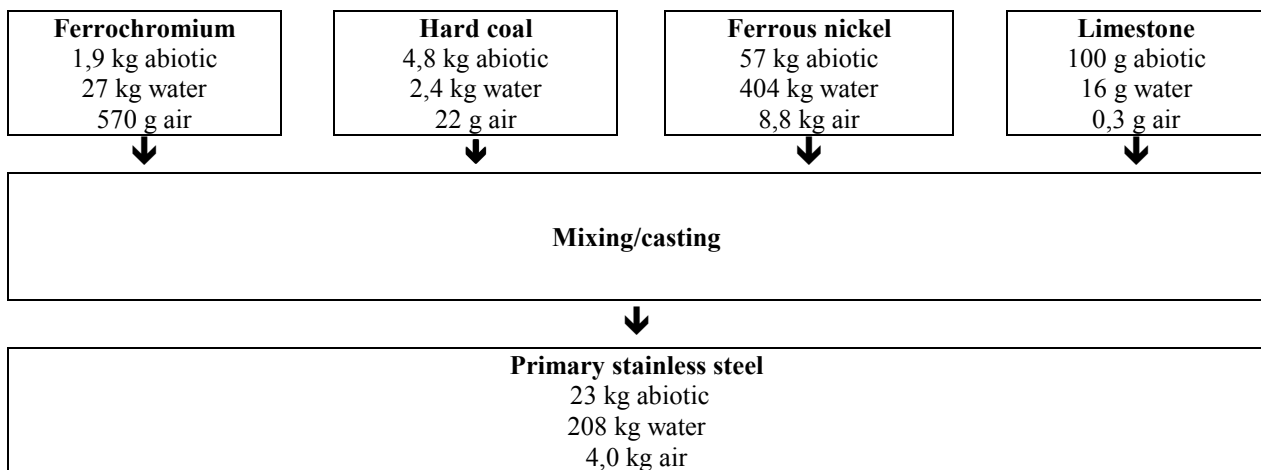 Ferrochromium
1,9 kg abiotic
27 kg water
570 g air
Hard coal
4,8 kg abiotic
2,4 kg water
22 g air
Ferrous nickel
57 kg abiotic
404 kg water
8,8 kg air
Limestone
100 g abiotic
16 g water
0,3 g air
Mixing/casting
Primary stainless steel
23 kg abiotic
208 kg water
4,0 kg air